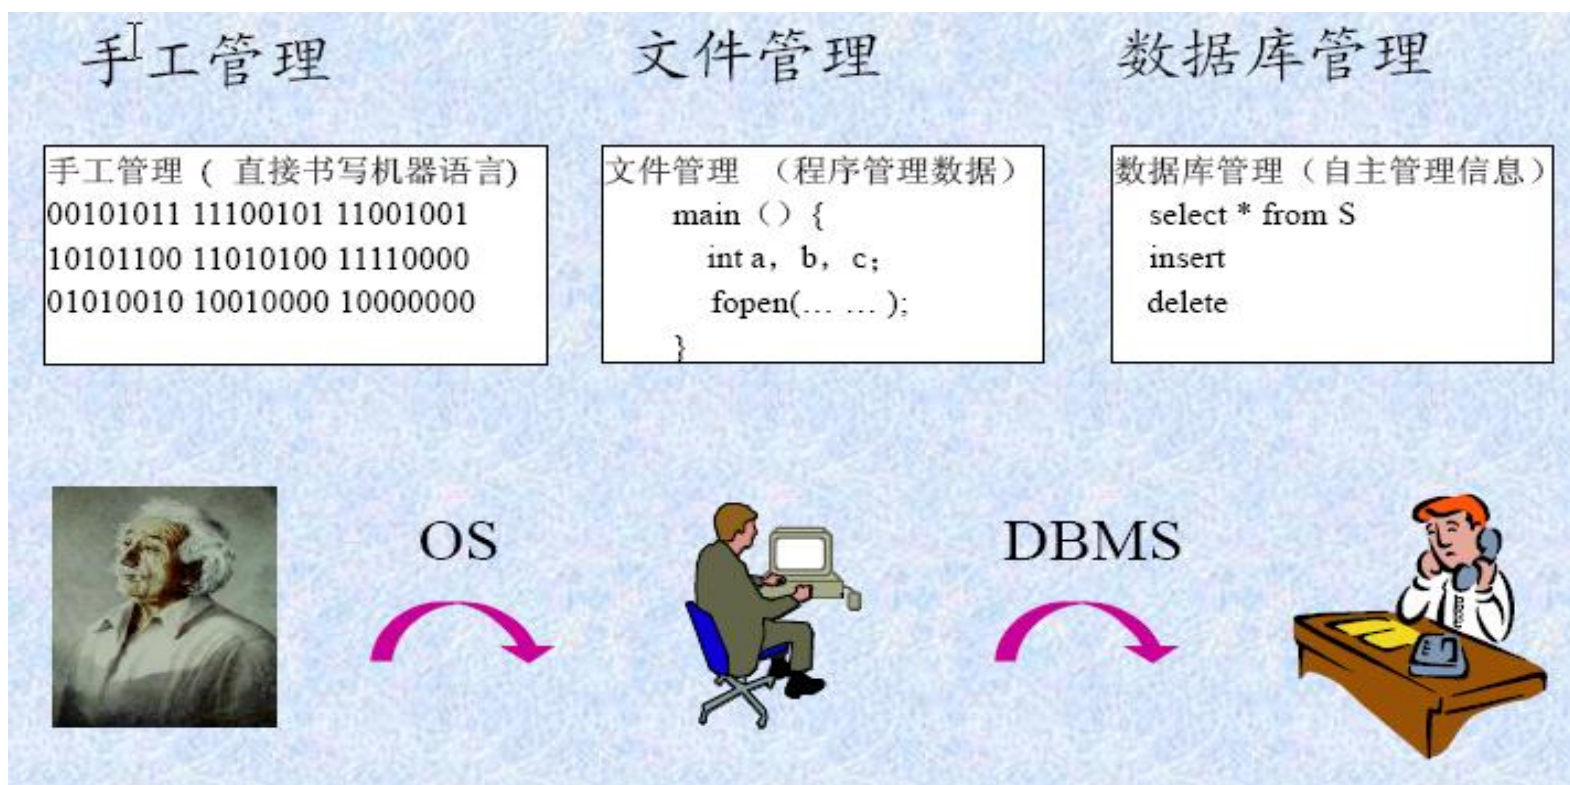 手工管理
文件管理
数据库管理
手工管理 ( 直接书写机器语言)
00101011 11100101 11001001
10101100 11010100 11110000
01010010 10010000 10000000
文件管理 （程序管理数据）
main（）{
int a，b，c；
fopen(… … );
}
数据库管理（自主管理信息）
select * from S
insert
delete
OS
DBMS